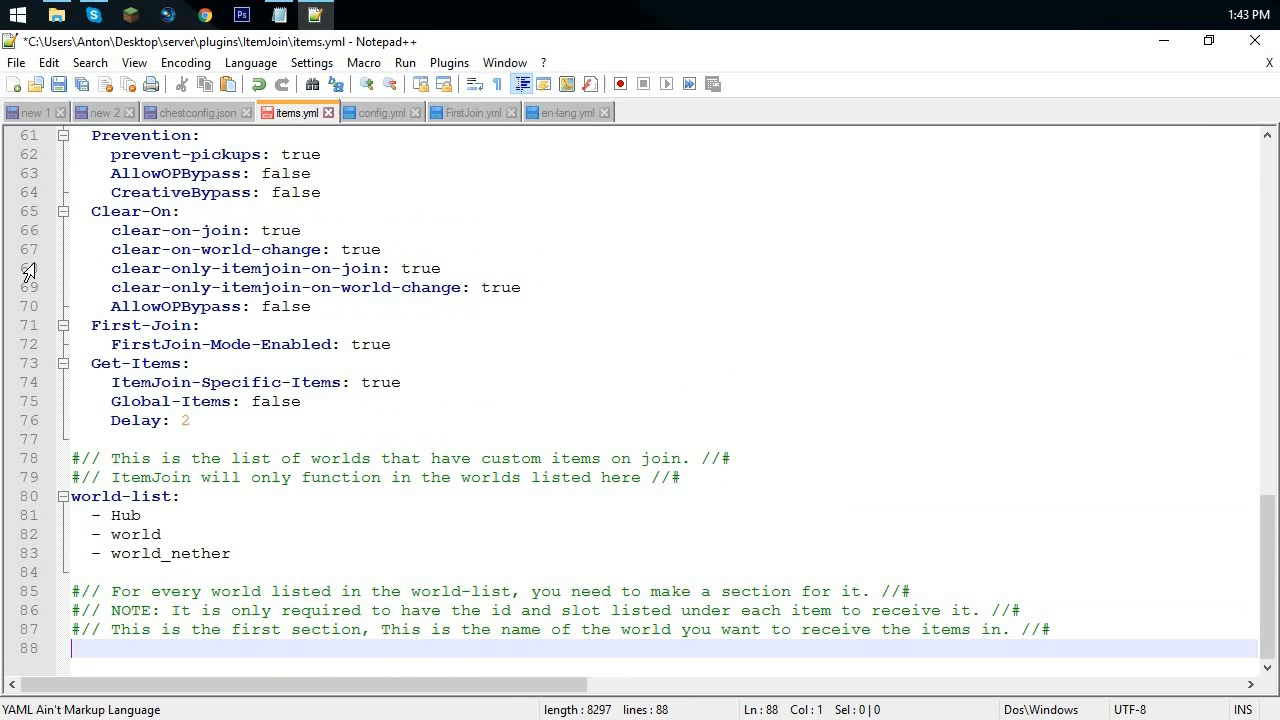 1:43 PM
*C:\Users\Anton\Desktop\server\plugins\ItemJoin\items.yml - Notepad++
File Edit Search View Encoding Language Settings Macro Run Plugins Window ? X
new 1 new 2 chestconfig.json items.yml config.yml FirstJoin.yml en-lang.yml
61 Prevention:
62 prevent-pickups: true
63 AllowOPBypass: false
64 CreativeBypass: false
65 Clear-On:
66 clear-on-join: true
67 clear-on-world-change: true
clear-only-itemjoin-on-join: true
69 clear-only-itemjoin-on-world-change: true
70 AllowOPBypass: false
71 First-Join:
72 FirstJoin-Mode-Enabled: true
73 Get-Items:
74 ItemJoin-Specific-Items: true
75 Global-Items: false
76 Delay: 2
77
78 #// This is the list of worlds that have custom items on join. //#
79 #// ItemJoin will only function in the worlds listed here //#
80 world-list:
81 - Hub
82 - world
83 - world_nether
84
85 #// For every world listed in the world-list, you need to make a section for it. //#
86 #// NOTE: It is only required to have the id and slot listed under each item to receive it. //#
87 #// This is the first section, This is the name of the world you want to receive the items in. //#
88
YAML Ain't Markup Language length : 8297 lines : 88 Ln : 88 Col : 1 Sel : 0 | 0 Dos\Windows UTF-8 INS